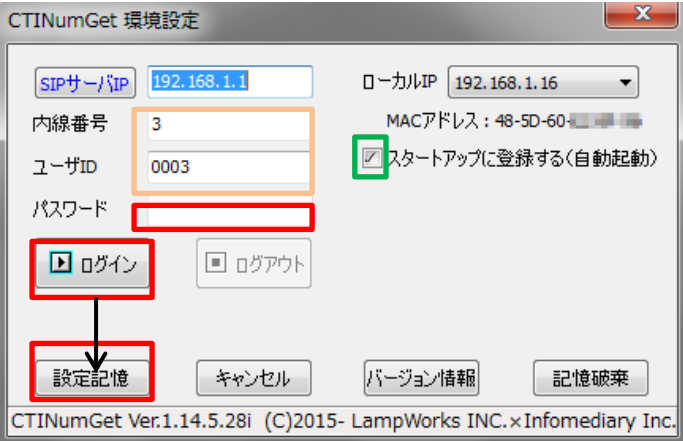 CTINumGet 環境設定
SIPサーバIP 192.168.1.1 ローカルIP 192.168.1.16
内線番号 3 MACアドレス：48-5D-60-
ユーザID 0003 スタートアップに登録する(自動起動)
パスワード
ログイン ログアウト
設定記憶 キャンセル バージョン情報 記憶破棄
CTINumGet Ver.1.14.5.28i (C)2015- LampWorks INC.×Infomediary Inc.